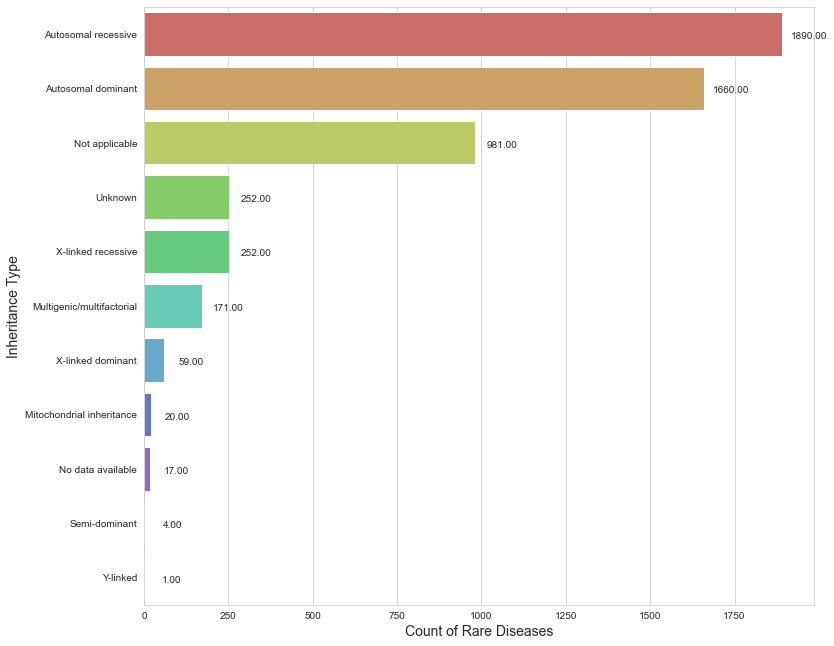 Autosomal recessive 1890.00
Autosomal dominant 1660.00
Not applicable 981.00
Unknown 252.00
X-linked recessive 252.00
Multigenic/multifactorial 171.00
X-linked dominant 59.00
Mitochondrial inheritance 20.00
No data available 17.00
Semi-dominant 4.00
Y-linked 1.00
Inheritance Type
0 250 500 750 1000 1250 1500 1750
Count of Rare Diseases